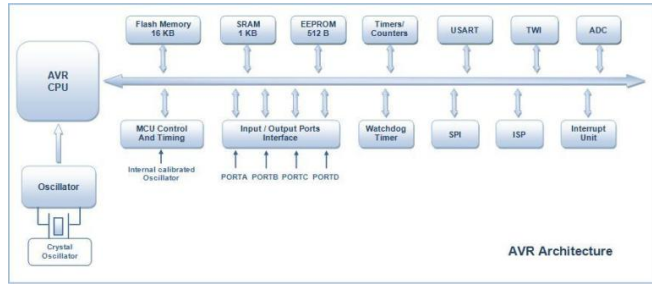 Flash Memory
16 KB
SRAM
1 KB
EEPROM
512 B
Timers/
Counters
USART
TWI
ADC
AVR
CPU
MCU Control
And Timing
Input / Output Ports
Interface
Watchdog
Timer
SPI
ISP
Interrupt
Unit
Internal calibrated
Oscillator
PORTA PORTB PORTC PORTD
Oscillator
Crystal
Oscillator
AVR Architecture